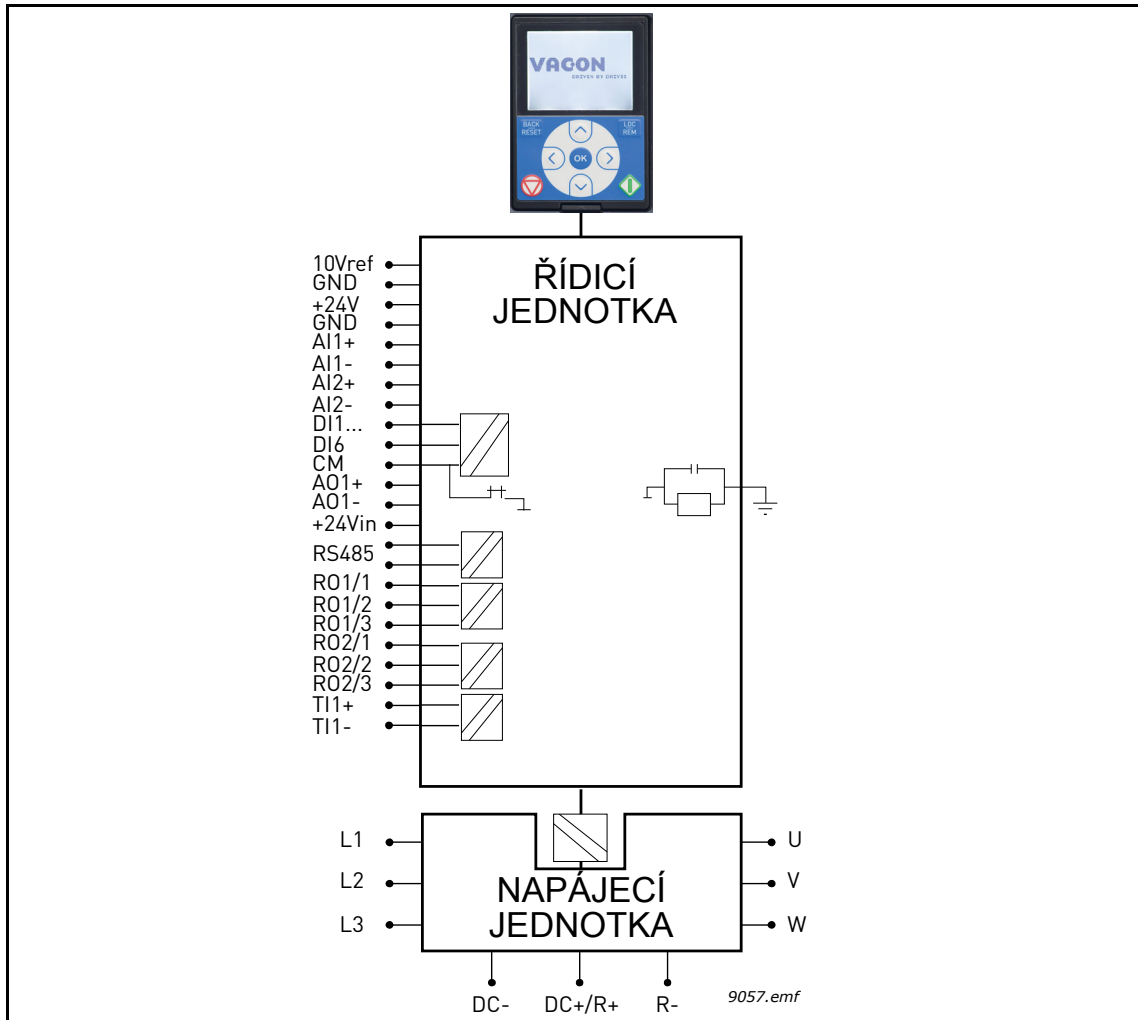 VACON
DRIVEN BY DRIVES
BACK
RESET
LOC
REM
OK
ŘÍDICÍ
JEDNOTKA
10Vref
GND
+24V
GND
AI1+
AI1-
AI2+
AI2-
DI1...
DI6
CM
AO1+
AO1-
+24Vin
RS485
RO1/1
RO1/2
RO1/3
RO2/1
RO2/2
RO2/3
TI1+
TI1-
L1
L2
L3
NAPÁJECÍ
JEDNOTKA
U
V
W
DC-
DC+/R+
R-
9057.emf